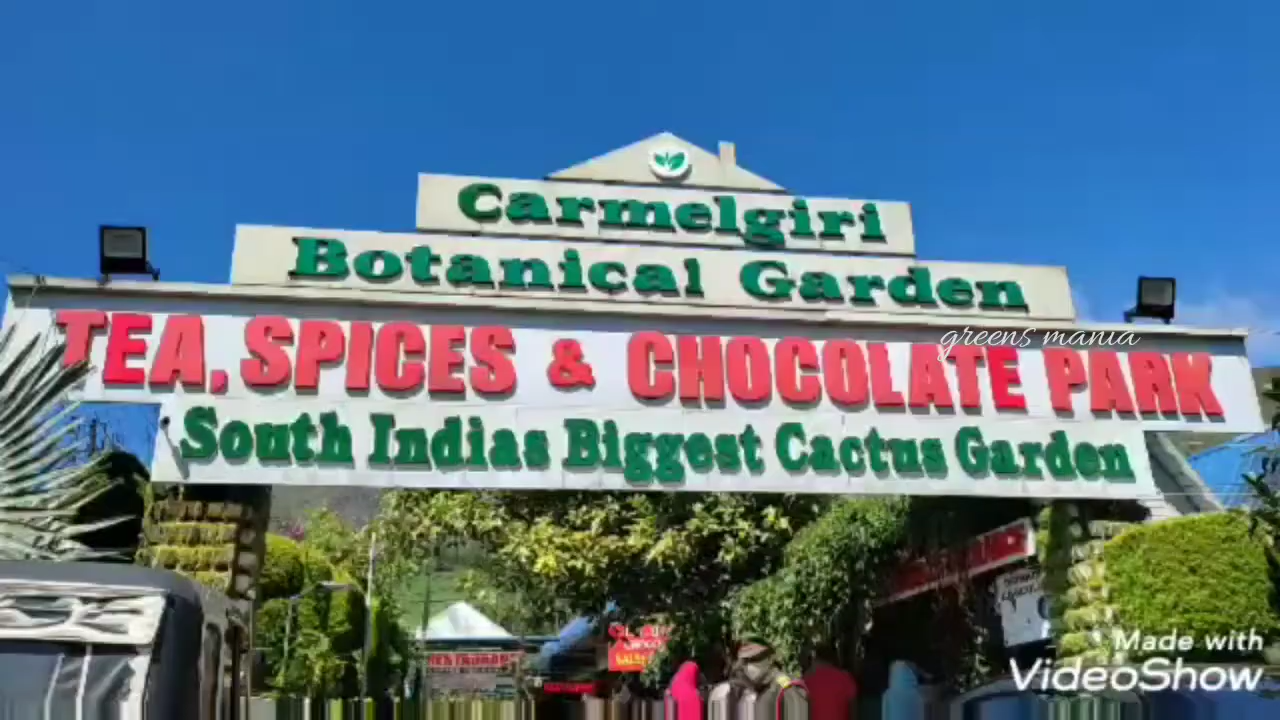 Carmelgiri
Botanical Garden
TEA, SPICES & CHOCOLATE PARK
greens mania
South Indias Biggest Cactus Garden
Made with
VideoShow